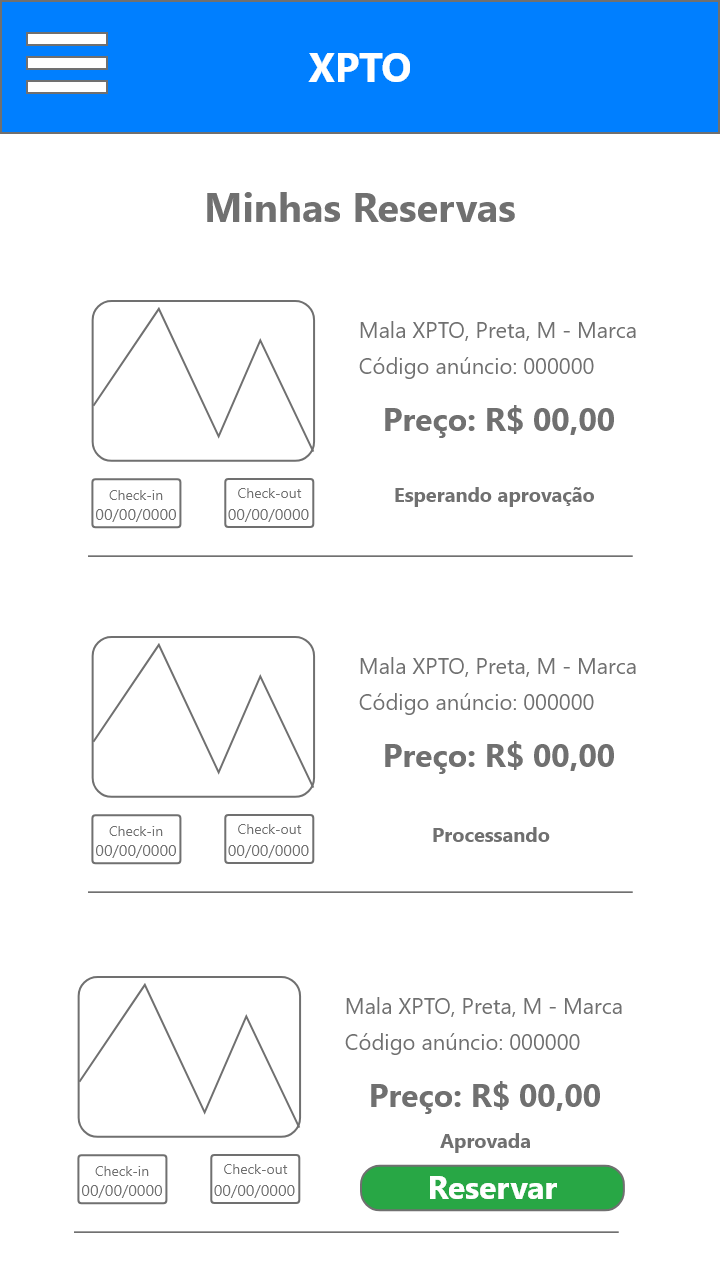 XPTO
Minhas Reservas
Mala XPTO, Preta, M - Marca
Código anúncio: 000000
Preço: R$ 00,00
Check-in
00/00/0000
Check-out
00/00/0000
Esperando aprovação
Mala XPTO, Preta, M - Marca
Código anúncio: 000000
Preço: R$ 00,00
Check-in
00/00/0000
Check-out
00/00/0000
Processando
Mala XPTO, Preta, M - Marca
Código anúncio: 000000
Preço: R$ 00,00
Aprovada
Check-in
00/00/0000
Check-out
00/00/0000
Reservar